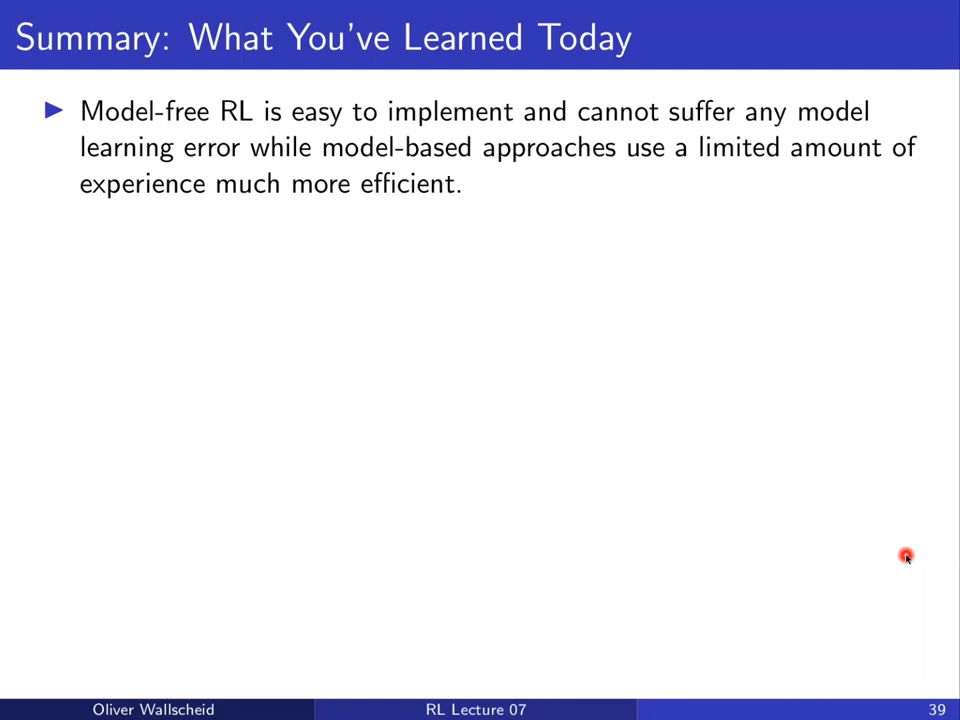 Summary: What You've Learned Today
Model-free RL is easy to implement and cannot suffer any model
learning error while model-based approaches use a limited amount of
experience much more efficient.
Oliver Wallscheid
RL Lecture 07
39